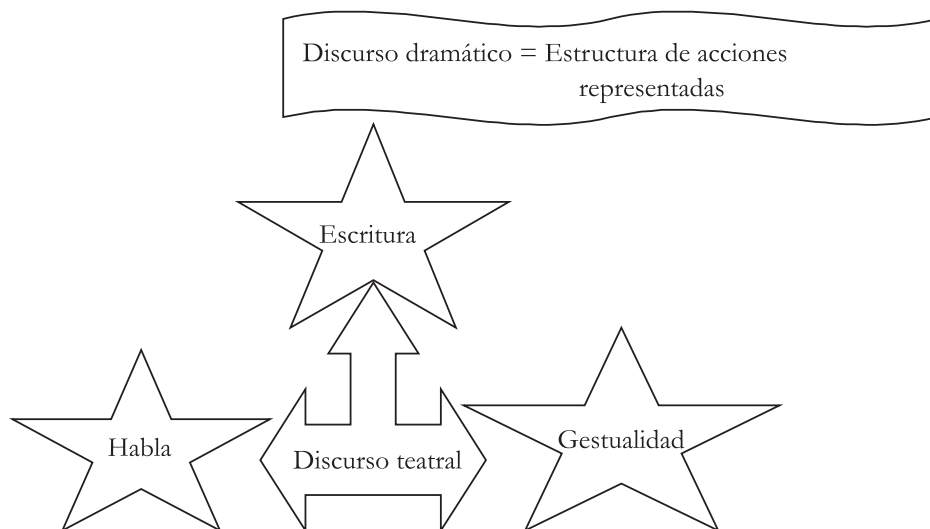 Discurso dramático = Estructura de acciones
representadas
Escritura
Habla
Discurso teatral
Gestualidad